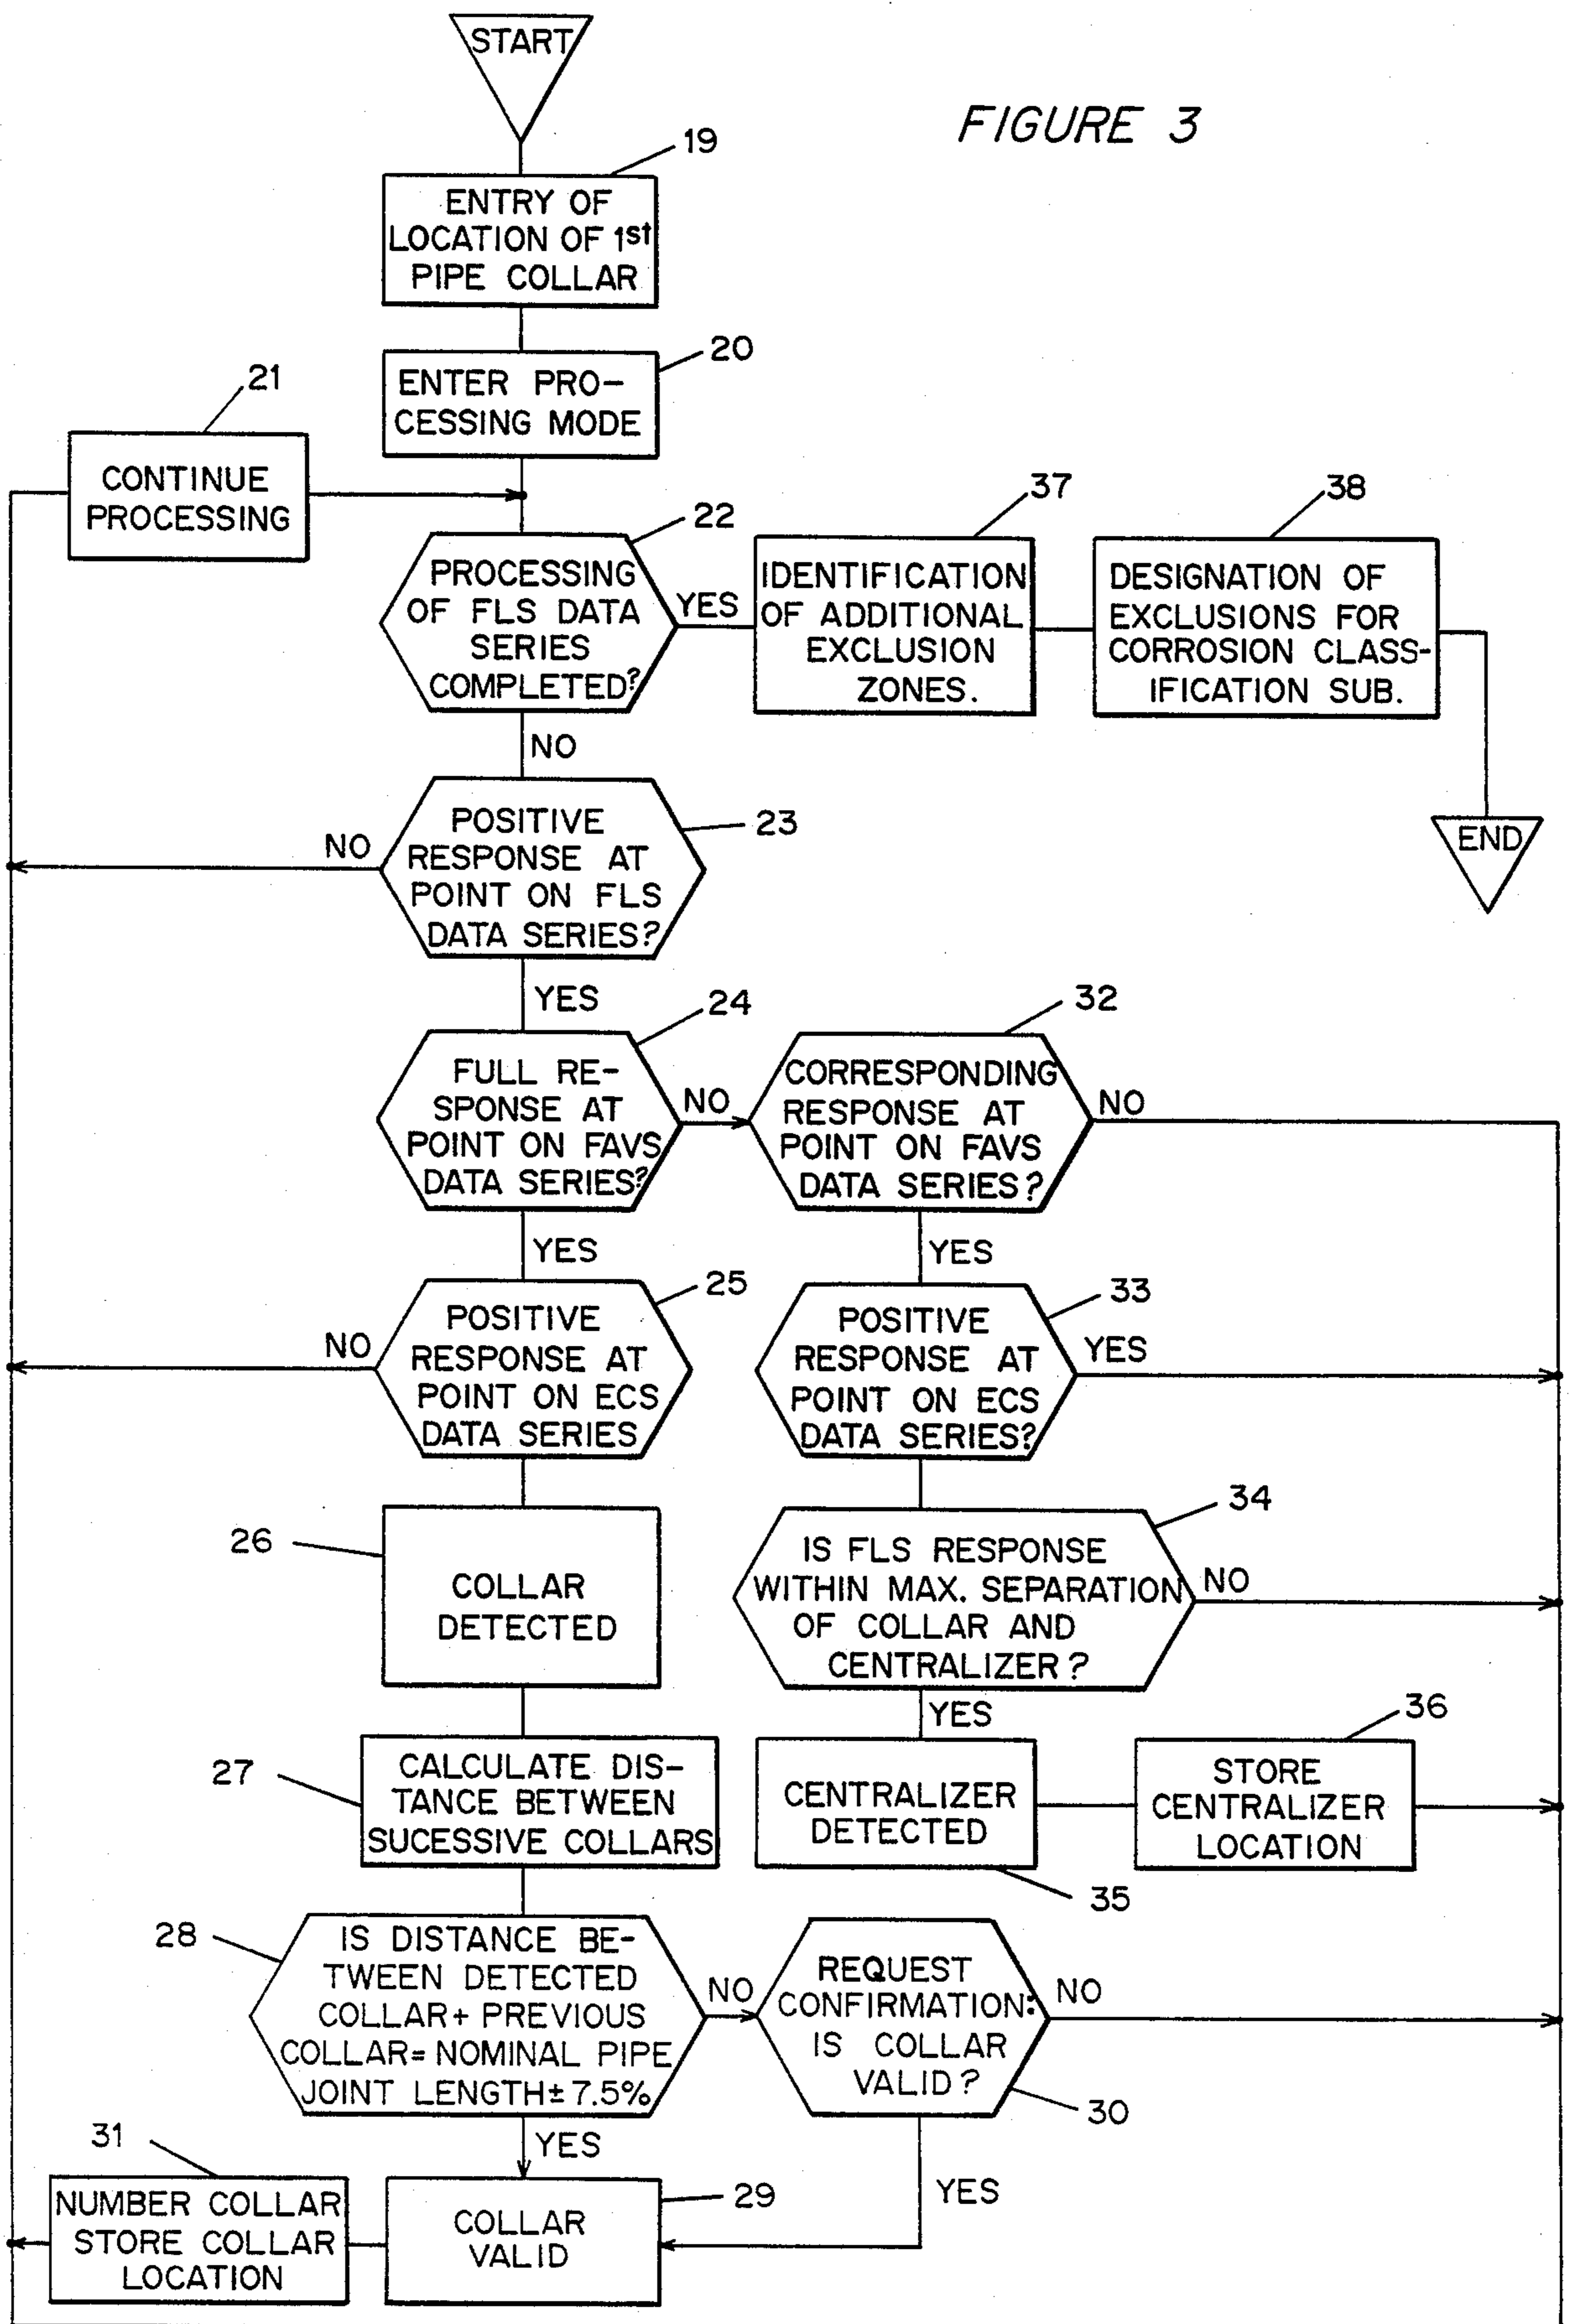 START
FIGURE 3
19
ENTRY OF
LOCATION OF 1st
PIPE COLLAR
20
ENTER PRO-
CESSING MODE
21
CONTINUE
PROCESSING
22
PROCESSING
OF FLS DATA
SERIES
COMPLETED?
YES
37
IDENTIFICATION
OF ADDITIONAL
EXCLUSION
ZONES.
38
DESIGNATION OF
EXCLUSIONS FOR
CORROSION CLASS-
IFICATION SUB.
END
NO
23
POSITIVE
RESPONSE AT
POINT ON FLS
DATA SERIES?
NO
YES
24
FULL RE-
SPONSE AT
POINT ON FAVS
DATA SERIES?
NO
32
CORRESPONDING
RESPONSE AT
POINT ON FAVS
DATA SERIES?
NO
YES
YES
25
POSITIVE
RESPONSE AT
POINT ON ECS
DATA SERIES
NO
33
POSITIVE
RESPONSE AT
POINT ON ECS
DATA SERIES?
YES
26
COLLAR
DETECTED
34
IS FLS RESPONSE
WITHIN MAX. SEPARATION
OF COLLAR AND
CENTRALIZER?
NO
YES
27
CALCULATE DIS-
TANCE BETWEEN
SUCESSIVE COLLARS
CENTRALIZER
DETECTED
35
36
STORE
CENTRALIZER
LOCATION
28
IS DISTANCE BE-
TWEEN DETECTED
COLLAR+ PREVIOUS
COLLAR= NOMINAL PIPE
JOINT LENGTH±7.5%
NO
REQUEST
CONFIRMATION:
IS COLLAR
VALID?
NO
30
YES
YES
31
NUMBER COLLAR
STORE COLLAR
LOCATION
29
COLLAR
VALID